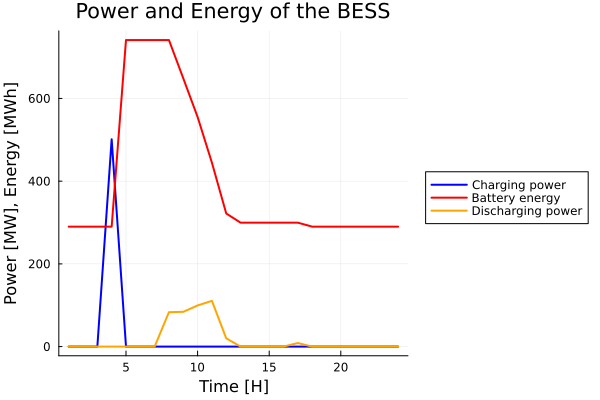 Power and Energy of the BESS
Power [MW], Energy [MWh]
600
400
200
0
5
10
15
20
Time [H]
Charging power
Battery energy
Discharging power